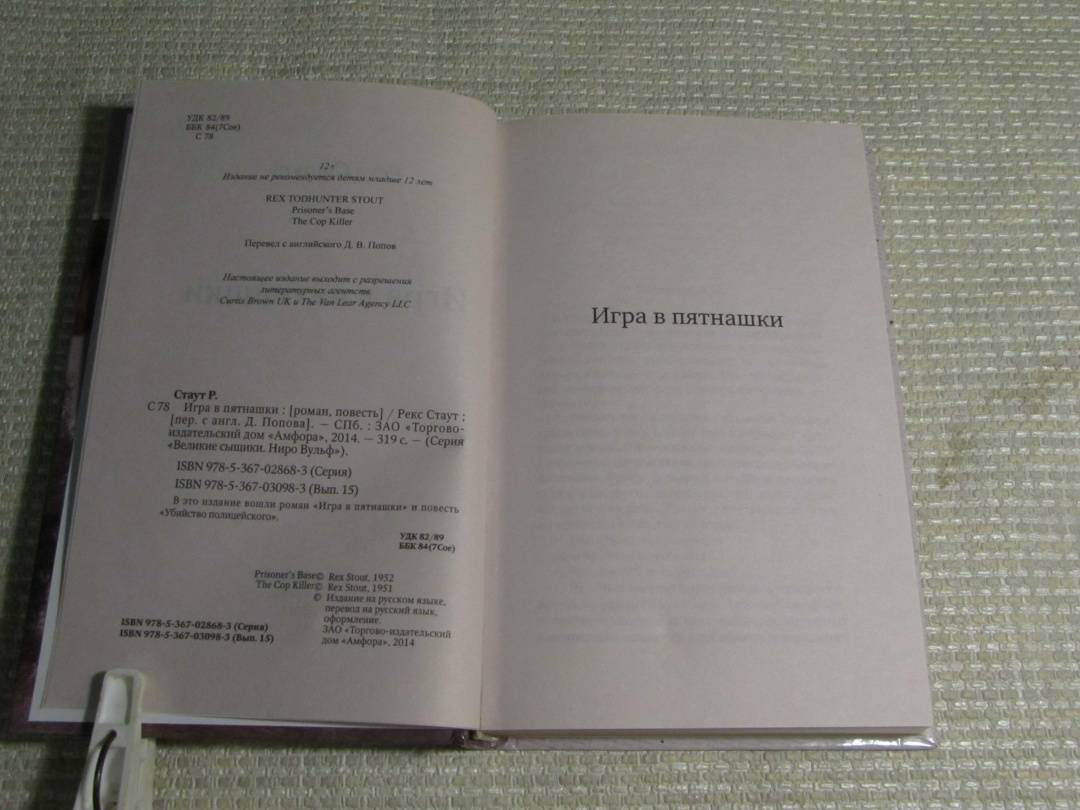 УДК 82/89
ББК 84(7Сое)
С 78
12+
Издание не рекомендуется детям младше 12 лет
REX TODHUNTER STOUT
Prisoner's Base
The Cop Killer
Перевел с английского Д. В. Попов
Настоящее издание выходит с разрешения
литературных агентств
Curtis Brown UK и The Van Lear Agency LLC
Стаут Р.
С 78 Игра в пятнашки : [роман, повесть] / Рекс Стаут ;
[пер. с англ. Д. Попова]. — СПб. : ЗАО «Торгово-
издательский дом «Амфора», 2014. — 319 с. — (Серия
«Великие сыщики. Ниро Вульф»).
ISBN 978-5-367-02868-3 (Серия)
ISBN 978-5-367-03098-3 (Вып. 15)
В это издание вошли роман «Игра в пятнашки» и повесть
«Убийство полицейского».
УДК 82/89
ББК 84(7Сое)
Prisoner's Base© Rex Stout, 1952
The Cop Killer© Rex Stout, 1951
© Издание на русском языке,
перевод на русский язык,
оформление.
ЗАО «Торгово-издательский
дом «Амфора», 2014
ISBN 978-5-367-02868-3 (Серия)
ISBN 978-5-367-03098-3 (Вып. 15)
Игра в пятнашки